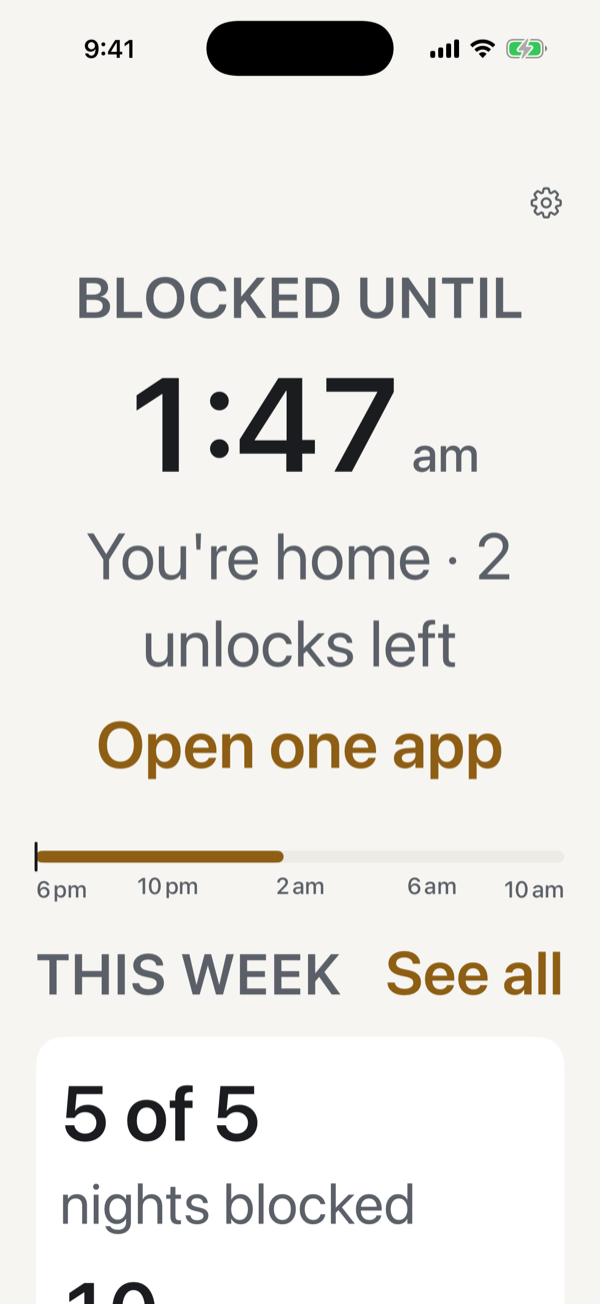 9:41
BLOCKED UNTIL
1:47 am
You're home · 2
unlocks left
Open one app
6 pm 10 pm 2 am 6 am 10 am
THIS WEEK See all
5 of 5
nights blocked